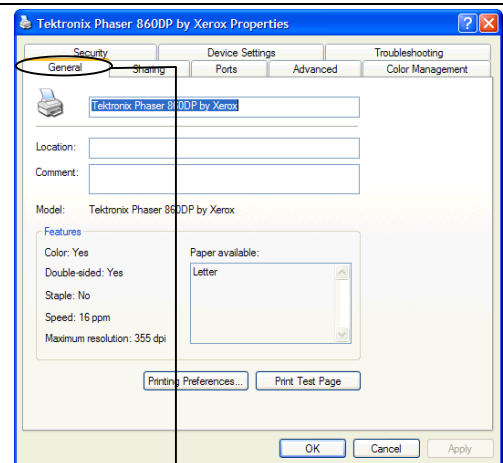 Tektronix Phaser 860DP by Xerox Properties
Security Device Settings Troubleshooting
General Sharing Ports Advanced Color Management
Tektronix Phaser 860DP by Xerox
Location:
Comment:
Model: Tektronix Phaser 860DP by Xerox
Features
Color: Yes Paper available:
Double-sided: Yes Letter
Staple: No
Speed: 16 ppm
Maximum resolution: 355 dpi
Printing Preferences... Print Test Page
OK Cancel Apply